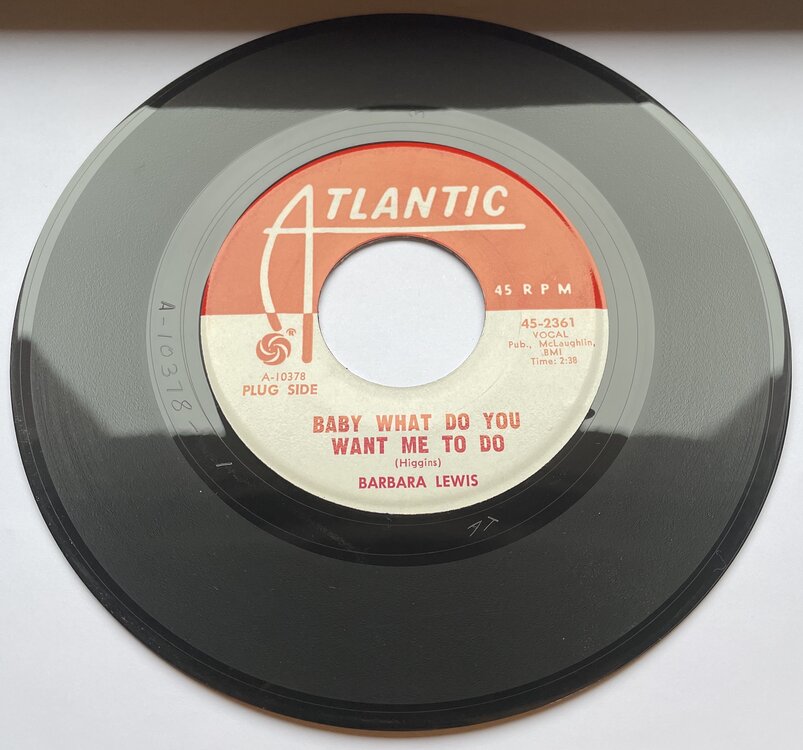 ATLANTIC
45 RPM
45-2361
VOCAL
Pub., McLaughlin,
BMI
Time: 2:38
®
A-10378
PLUG SIDE
BABY WHAT DO YOU
WANT ME TO DO
(Higgins)
BARBARA LEWIS
A-10378-1
AT